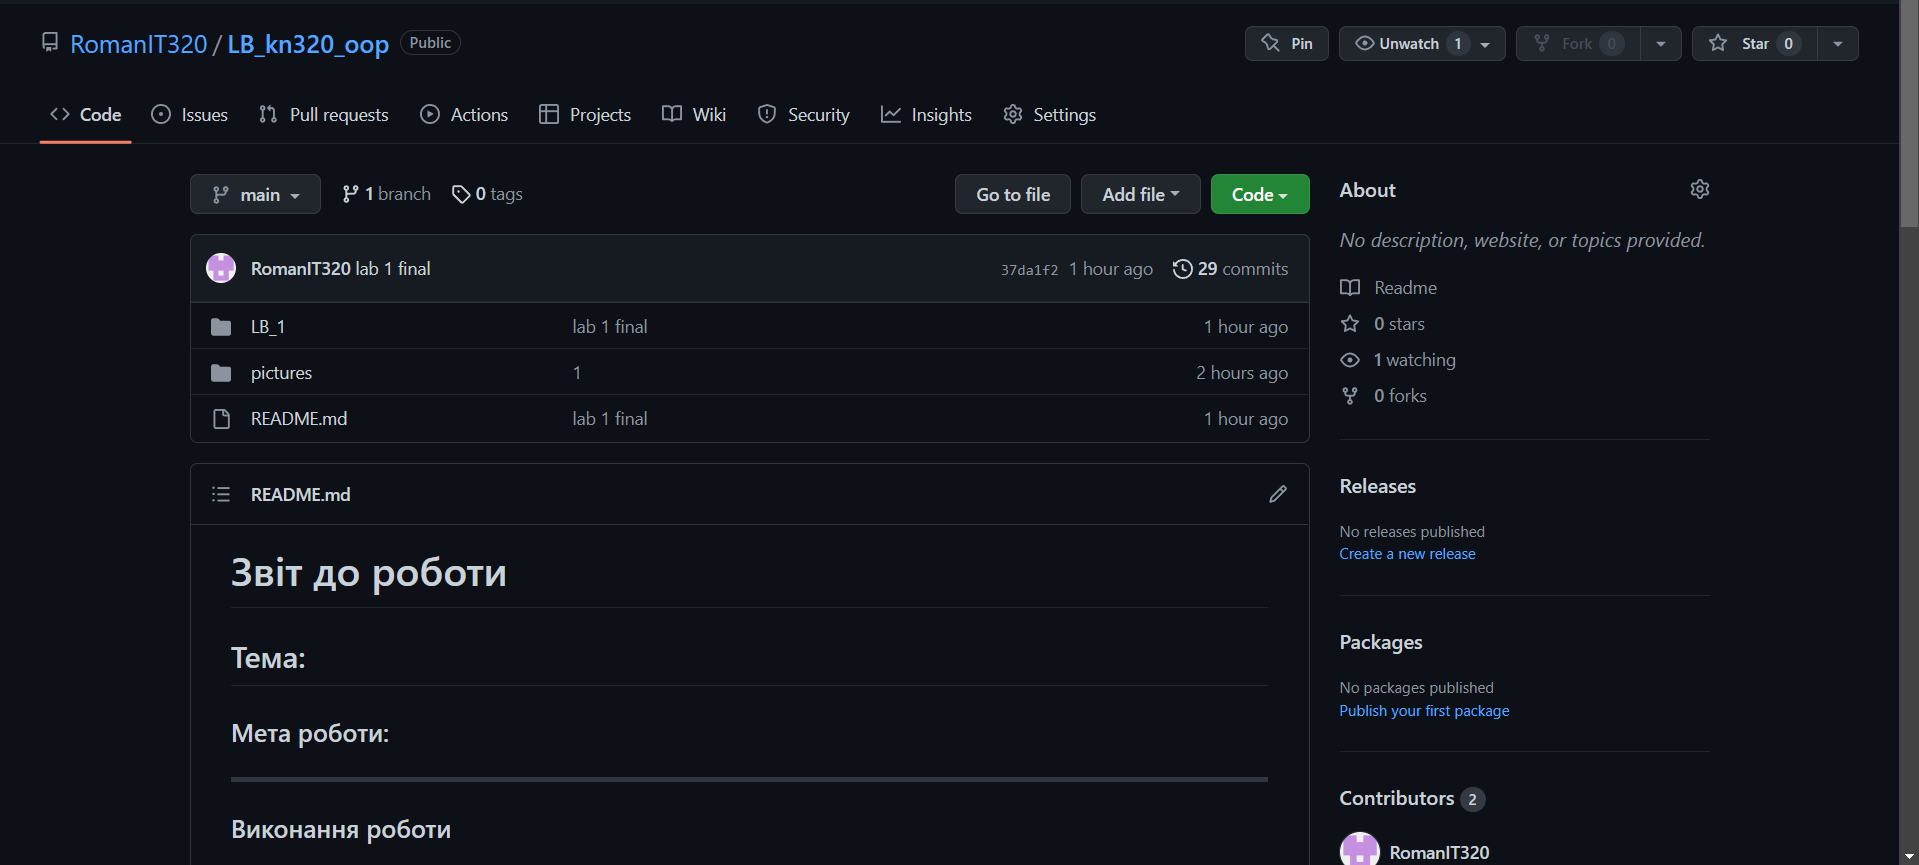 RomanIT320 / LB_kn320_oop Public
Pin
Unwatch 1
Fork 0
Star 0
Code Issues Pull requests Actions Projects Wiki Security Insights Settings
main 1 branch 0 tags
Go to file Add file Code
RomanIT320 lab 1 final 37da1f2 1 hour ago 29 commits
LB_1 lab 1 final 1 hour ago
pictures 1 2 hours ago
README.md lab 1 final 1 hour ago
README.md
Звіт до роботи
Тема:
Мета роботи:
Виконання роботи
About
No description, website, or topics provided.
Readme
0 stars
1 watching
0 forks
Releases
No releases published
Create a new release
Packages
No packages published
Publish your first package
Contributors 2
RomanIT320